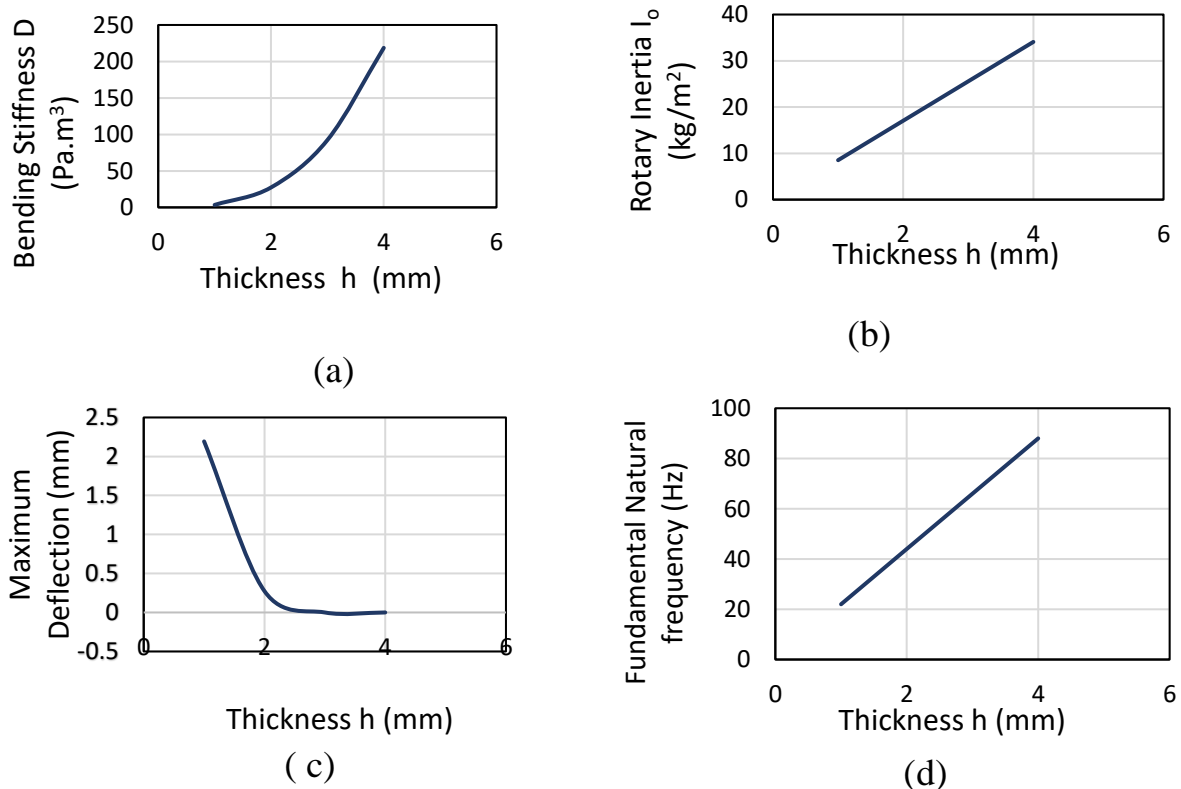 Bending Stiffness D
(Pa.m³)
250
200
150
100
50
0
0 2 4 6
Thickness h (mm)
(a)
Rotary Inertia Iₒ
(kg/m²)
40
30
20
10
0
0 2 4 6
Thickness h (mm)
(b)
Maximum
Deflection (mm)
2.5
2
1.5
1
0.5
0
-0.5
0 2 4 6
Thickness h (mm)
( c)
Fundamental Natural
frequency (Hz)
100
80
60
40
20
0
0 2 4 6
Thickness h (mm)
(d)